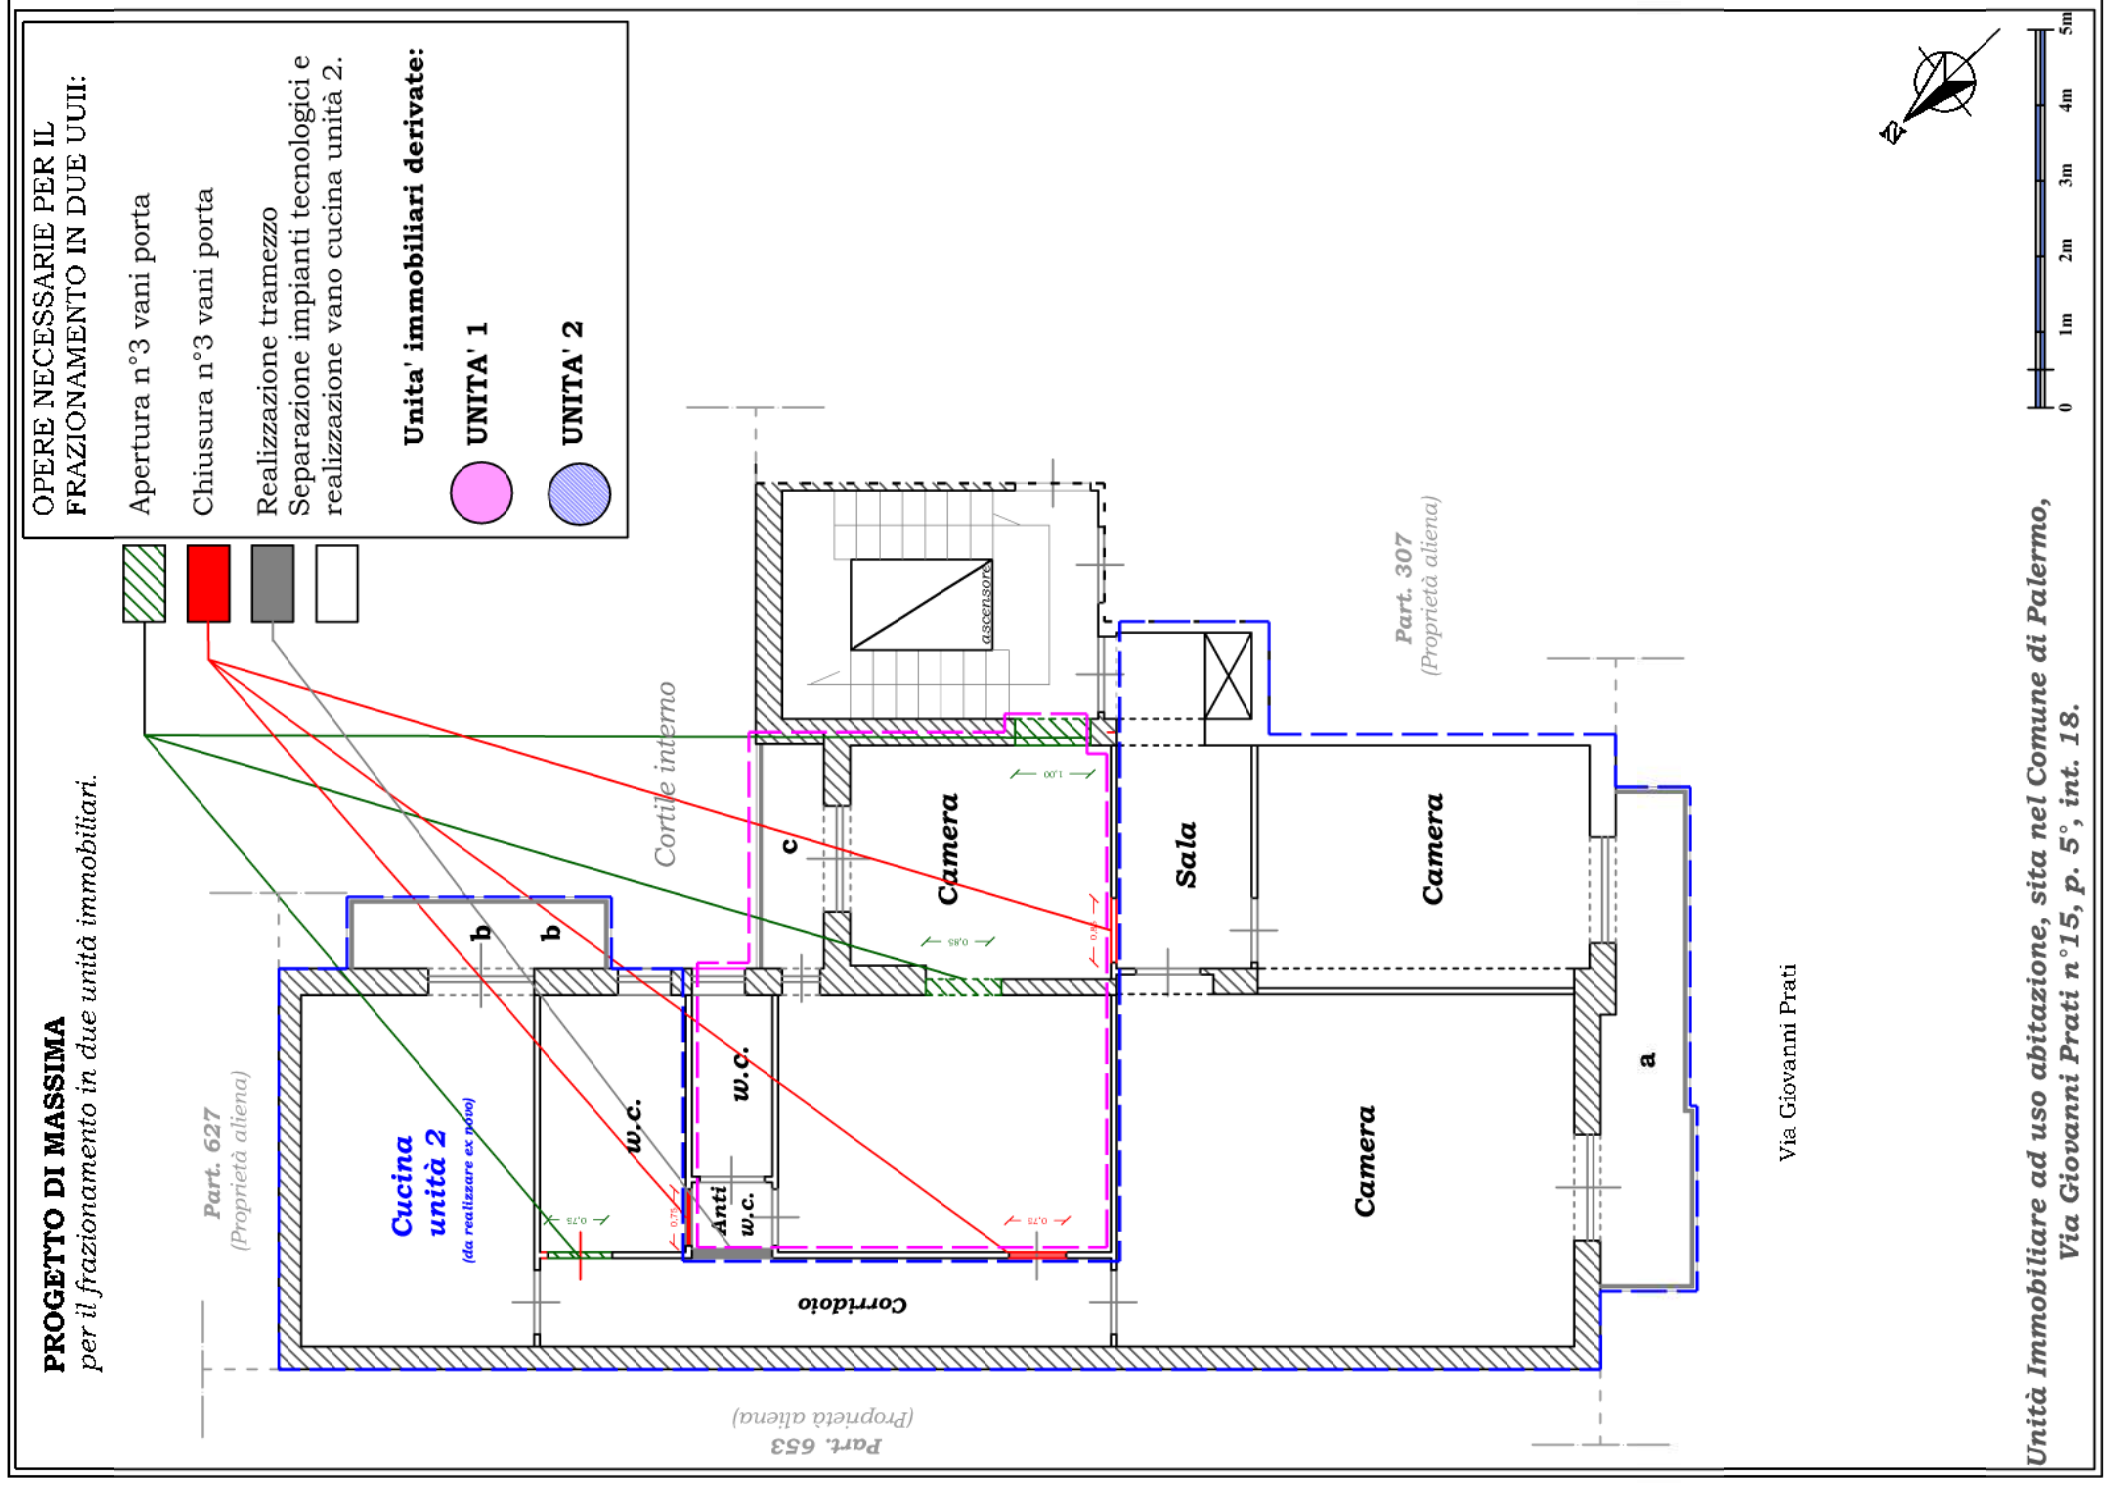 PROGETTO DI MASSIMA
per il frazionamento in due unità immobiliari.
OPERE NECESSARIE PER IL
FRAZIONAMENTO IN DUE UUII:
Apertura n°3 vani porta
Chiusura n°3 vani porta
Realizzazione tramezzo
Separazione impianti tecnologici e
realizzazione vano cucina unità 2.
Unita' immobiliari derivate:
UNITA' 1
UNITA' 2
Part. 627
(Proprietà aliena)
Cortile interno
Cucina
unità 2
(da realizzare ex novo)
b
b
w.c.
w.c.
Anti
w.c.
c
Camera
ascensore
Sala
Camera
Camera
Corridoio
a
0,75
0,75
0,75
0,85
1,00
Part. 653
(Proprietà aliena)
Part. 307
(Proprietà aliena)
Via Giovanni Prati
N
0
1m
2m
3m
4m
5m
Unità Immobiliare ad uso abitazione, sita nel Comune di Palermo,
Via Giovanni Prati n°15, p. 5°, int. 18.